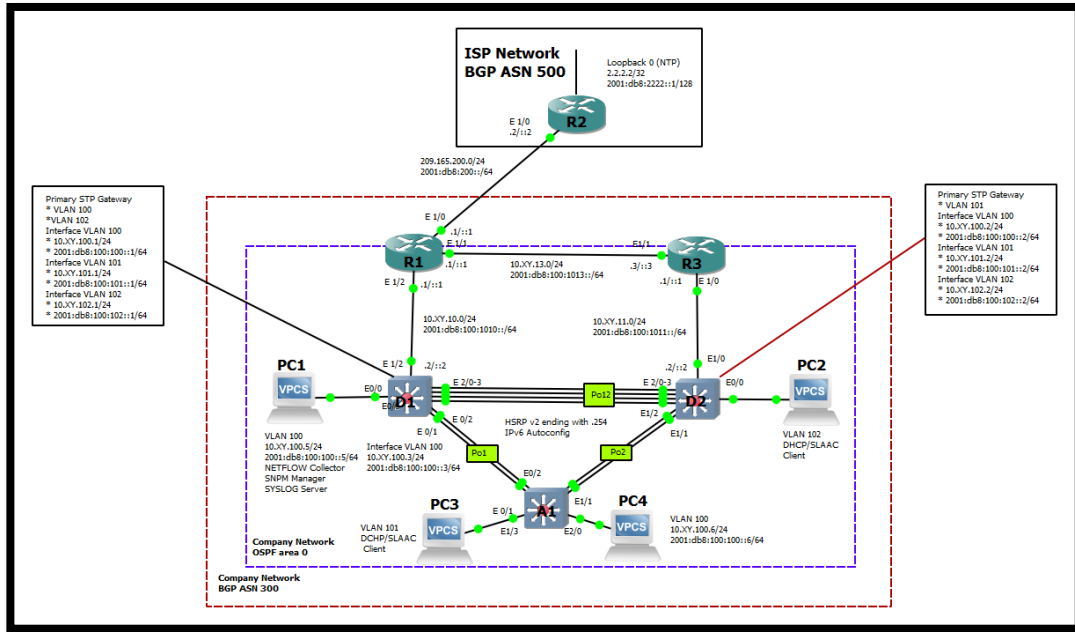 ISP Network
BGP ASN 500
Loopback 0 (NTP)
2.2.2.2/32
2001:db8:2222::1/128
R2
E 1/0
.2/::2
209.165.200.0/24
2001:db8:200::/64
Primary STP Gateway
* VLAN 100
*VLAN 102
Interface VLAN 100
* 10.XY.100.1/24
* 2001:db8:100:100::1/64
Interface VLAN 101
* 10.XY.101.1/24
* 2001:db8:100:101::1/64
Interface VLAN 102
* 10.XY.102.1/24
* 2001:db8:100:102::1/64
Primary STP Gateway
* VLAN 101
Interface VLAN 100
* 10.XY.100.2/24
* 2001:db8:100:100::2/64
Interface VLAN 101
* 10.XY.101.2/24
* 2001:db8:100:101::2/64
Interface VLAN 102
* 10.XY.102.2/24
* 2001:db8:100:102::2/64
E 1/0
.1/::1
R1
E 1/1
.1/::1
E 1/2
.1/::1
10.XY.13.0/24
2001:db8:100:1013::/64
E1/1
.3/::3
R3
.1/::1
E 1/0
10.XY.10.0/24
2001:db8:100:1010::/64
10.XY.11.0/24
2001:db8:100:1011::/64
E 1/2
.2/::2
.2/::2
E1/0
PC1
VPCS
E0/0
D1
E 2/0-3
Po12
E 2/0-3
D2
E0/0
PC2
VPCS
E 0/2
E 0/1
HSRP v2 ending with .254
IPv6 Autoconfig
E1/2
E1/1
VLAN 100
10.XY.100.5/24
2001:db8:100:100::5/64
NETFLOW Collector
SNPM Manager
SYSLOG Server
Interface VLAN 100
10.XY.100.3/24
2001:db8:100:100::3/64
Po1
Po2
VLAN 102
DHCP/SLAAC
Client
E0/2
E1/1
A1
PC3
VPCS
E 0/1
E1/3
E2/0
PC4
VPCS
VLAN 101
DCHP/SLAAC
Client
VLAN 100
10.XY.100.6/24
2001:db8:100:100::6/64
Company Network
OSPF area 0
Company Network
BGP ASN 300